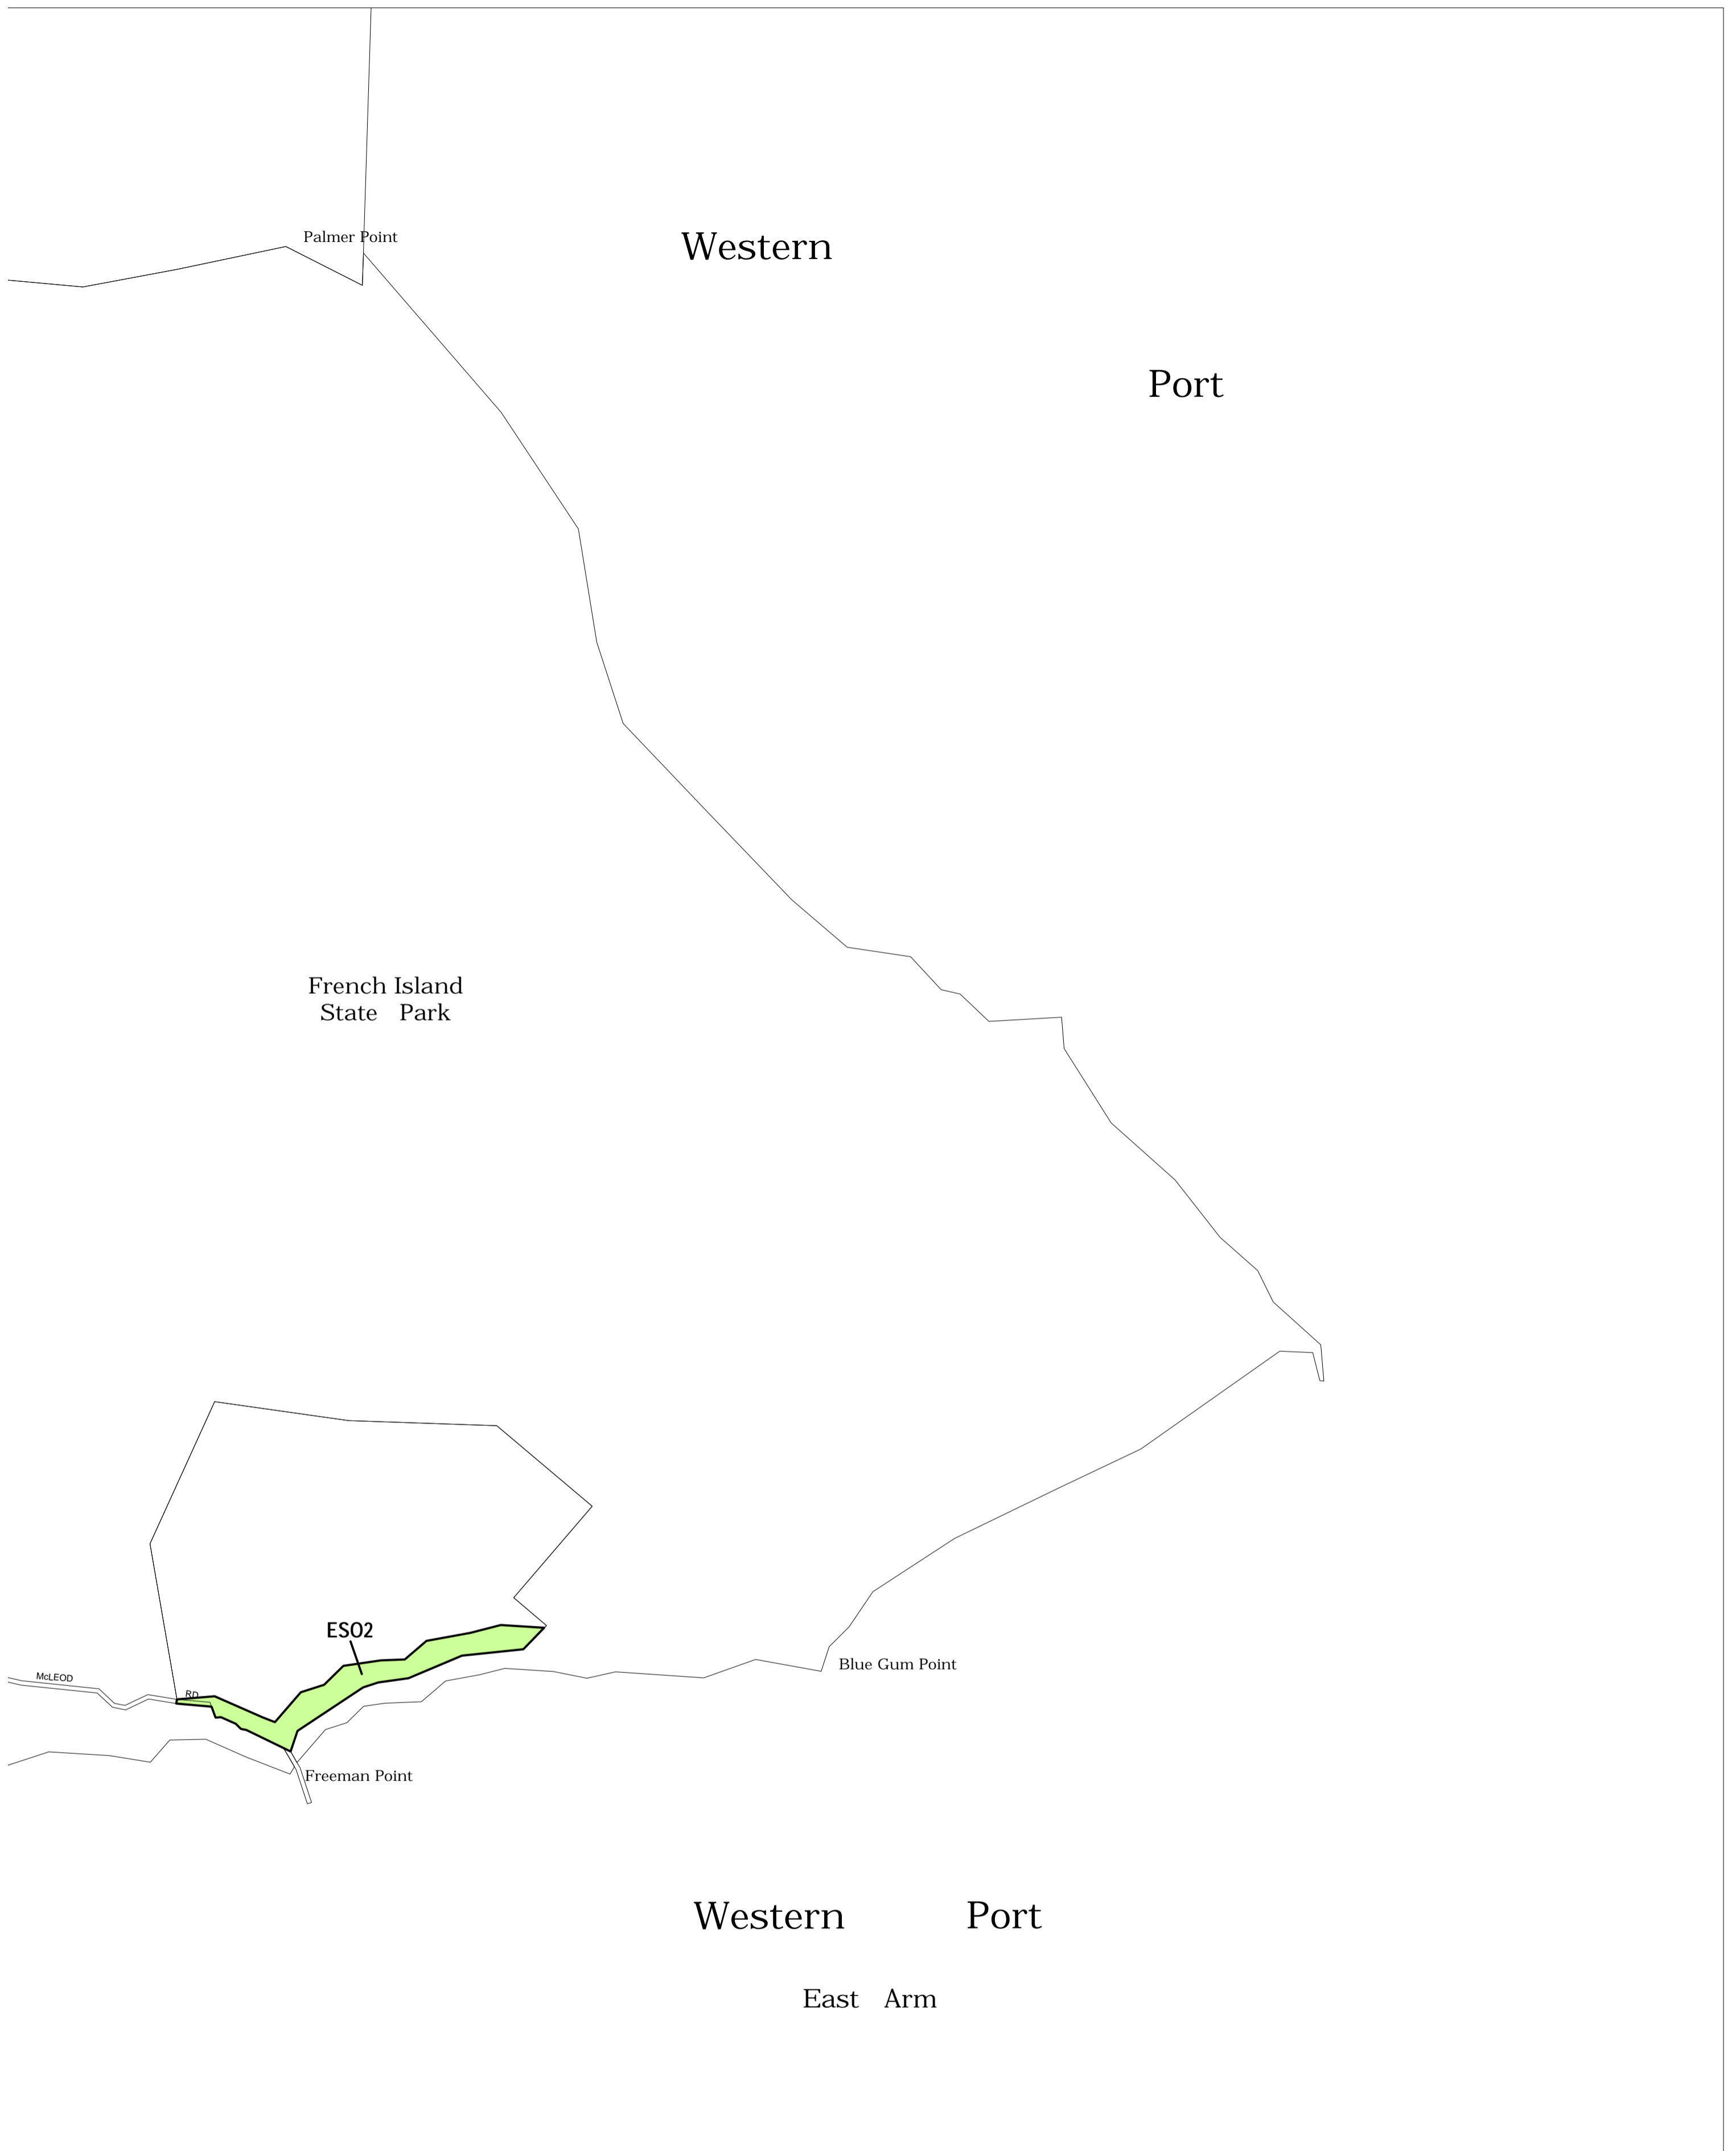 Palmer Point
Western
Port
French Island
State Park
ESO2
McLEOD
RD
Blue Gum Point
Freeman Point
Western Port
East Arm